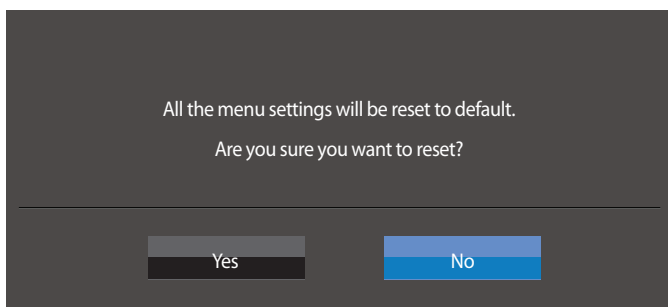 All the menu settings will be reset to default.
Are you sure you want to reset?
Yes No